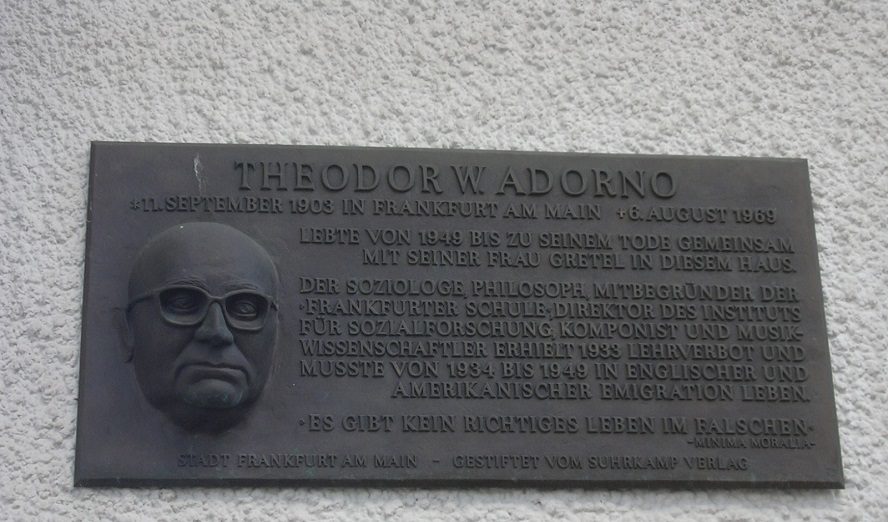 THEODOR W. ADORNO
*11. SEPTEMBER 1903 IN FRANKFURT AM MAIN +6. AUGUST 1969
LEBTE VON 1949 BIS ZU SEINEM TODE GEMEINSAM
MIT SEINER FRAU GRETEL IN DIESEM HAUS.
DER SOZIOLOGE, PHILOSOPH, MITBEGRÜNDER DER
›FRANKFURTER SCHULE‹, DIREKTOR DES INSTITUTS
FÜR SOZIALFORSCHUNG, KOMPONIST UND MUSIK-
WISSENSCHAFTLER ERHIELT 1933 LEHRVERBOT UND
MUSSTE VON 1934 BIS 1949 IN ENGLISCHER UND
AMERIKANISCHER EMIGRATION LEBEN.
›ES GIBT KEIN RICHTIGES LEBEN IM FALSCHEN‹
-MINIMA MORALIA-
STADT FRANKFURT AM MAIN - GESTIFTET VOM SUHRKAMP VERLAG